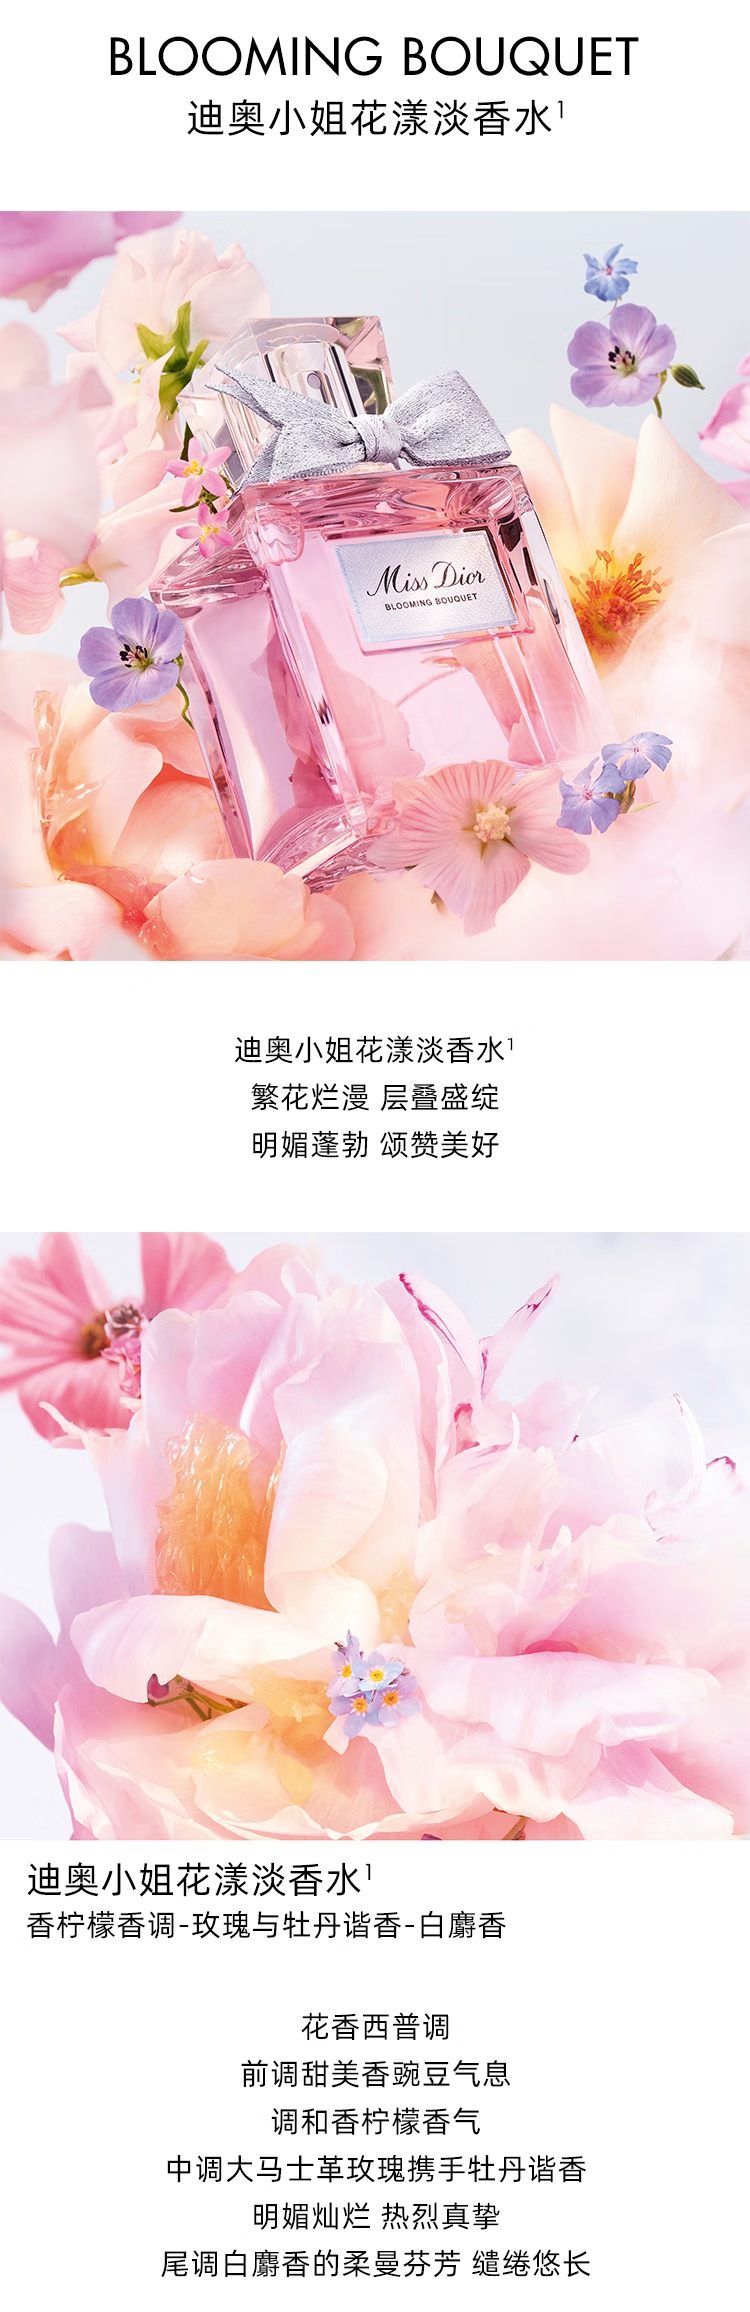 BLOOMING BOUQUET
迪奥小姐花漾淡香水¹
Miss Dior
BLOOMING BOUQUET
迪奥小姐花漾淡香水¹
繁花烂漫 层叠盛绽
明媚蓬勃 颂赞美好
迪奥小姐花漾淡香水¹
香柠檬香调-玫瑰与牡丹谐香-白麝香
花香西普调
前调甜美香豌豆气息
调和香柠檬香气
中调大马士革玫瑰携手牡丹谐香
明媚灿烂 热烈真挚
尾调白麝香的柔曼芬芳 缱绻悠长